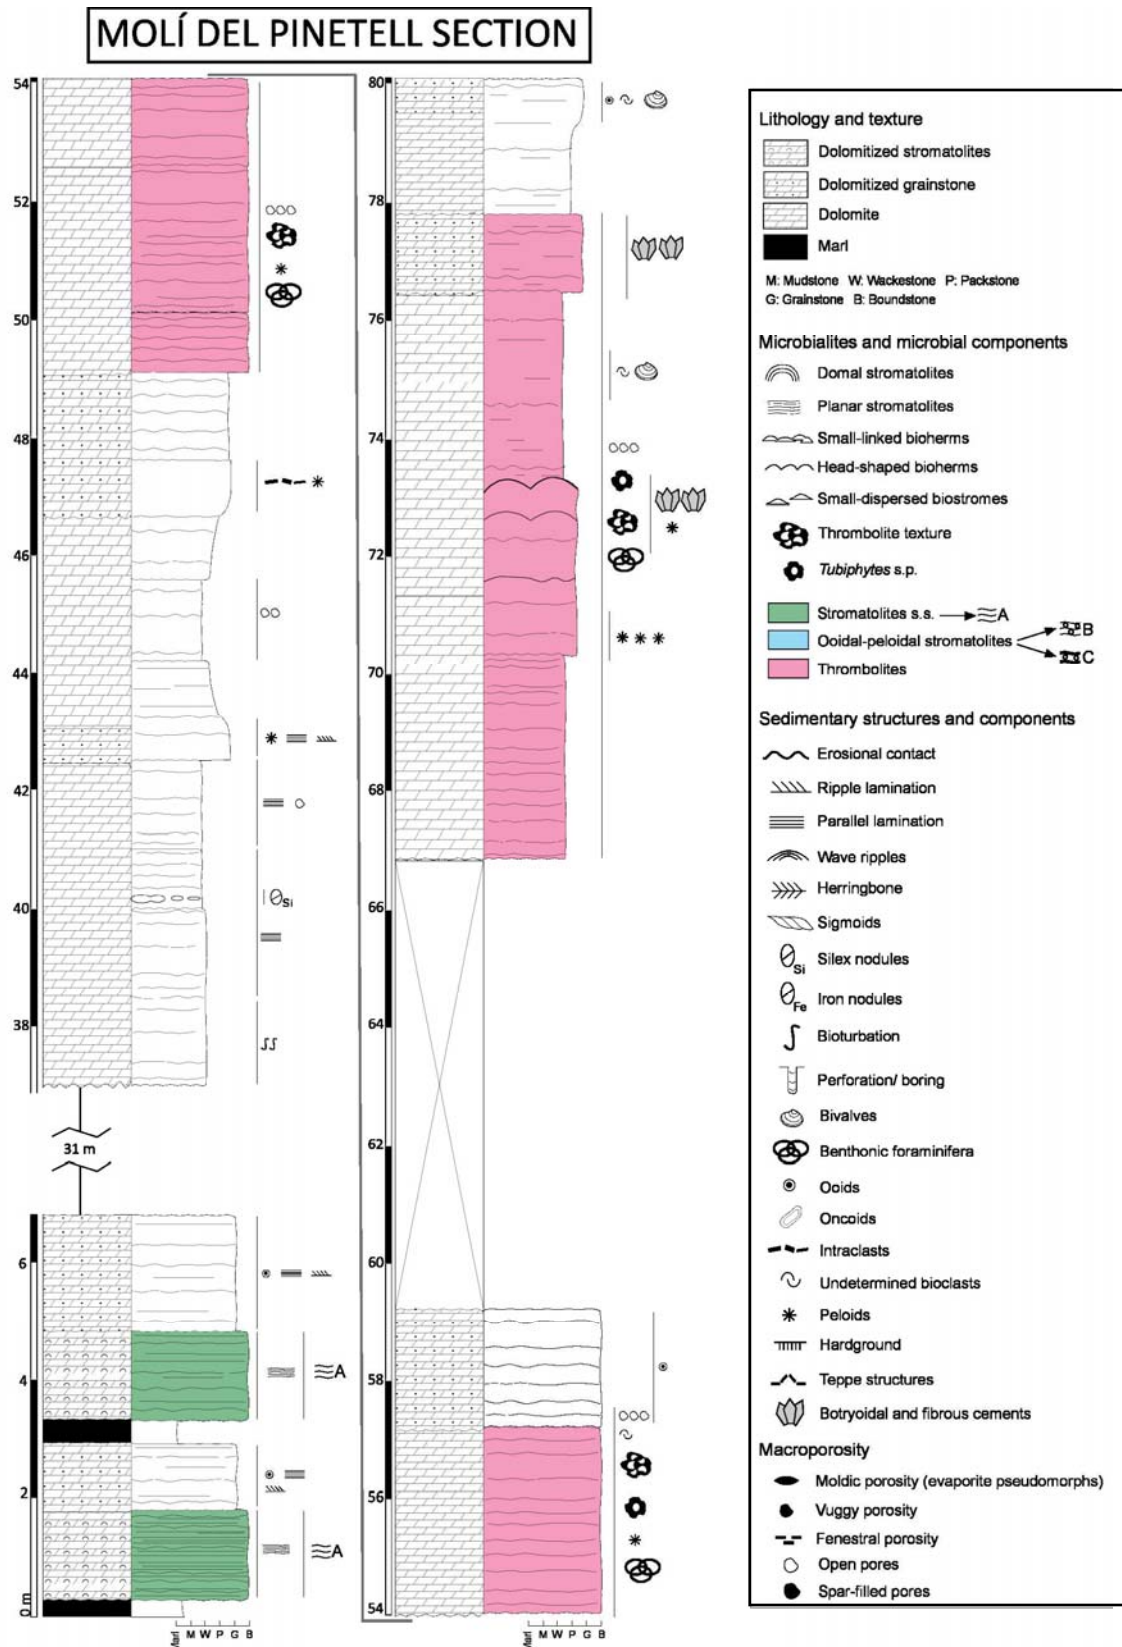 MOLÍ DEL PINETELL SECTION
54
52
50
48
46
44
42
40
38
31 m
6
4
2
0 m
Si
A
A
Marl M W P G B
80
78
76
74
72
70
68
66
64
62
60
58
56
54
Marl M W P G B
Lithology and texture
Dolomitized stromatolites
Dolomitized grainstone
Dolomite
Marl
M: Mudstone W: Wackestone P: Packstone
G: Grainstone B: Boundstone
Microbialites and microbial components
Domal stromatolites
Planar stromatolites
Small-linked bioherms
Head-shaped bioherms
Small-dispersed biostromes
Thrombolite texture
Tubiphytes s.p.
Stromatolites s.s. A
Ooidal-peloidal stromatolites B
C
Thrombolites
Sedimentary structures and components
Erosional contact
Ripple lamination
Parallel lamination
Wave ripples
Herringbone
Sigmoids
Si Silex nodules
Fe Iron nodules
Bioturbation
Perforation/ boring
Bivalves
Benthonic foraminifera
Ooids
Oncoids
Intraclasts
Undetermined bioclasts
Peloids
Hardground
Teppe structures
Botryoidal and fibrous cements
Macroporosity
Moldic porosity (evaporite pseudomorphs)
Vuggy porosity
Fenestral porosity
Open pores
Spar-filled pores